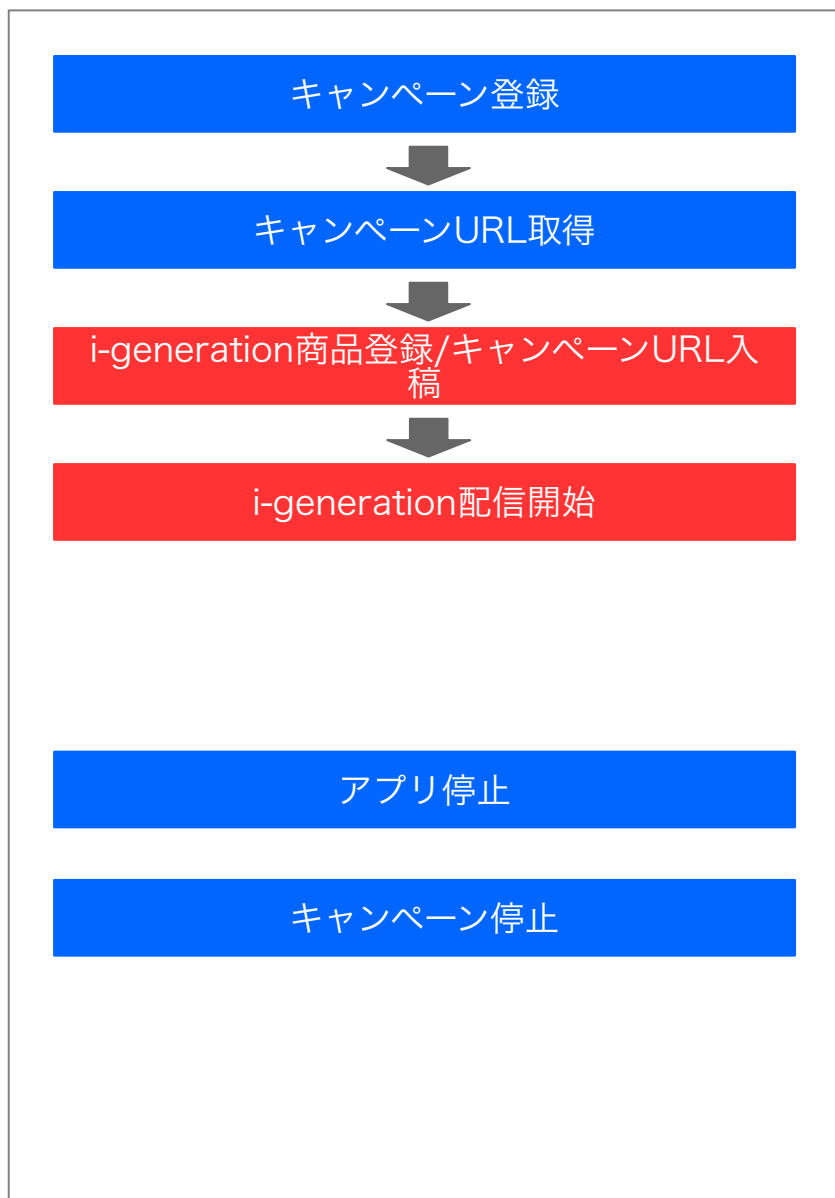 キャンペーン登録
キャンペーンURL取得
i-generation商品登録/キャンペーンURL入
稿
i-generation配信開始
アプリ停止
キャンペーン停止